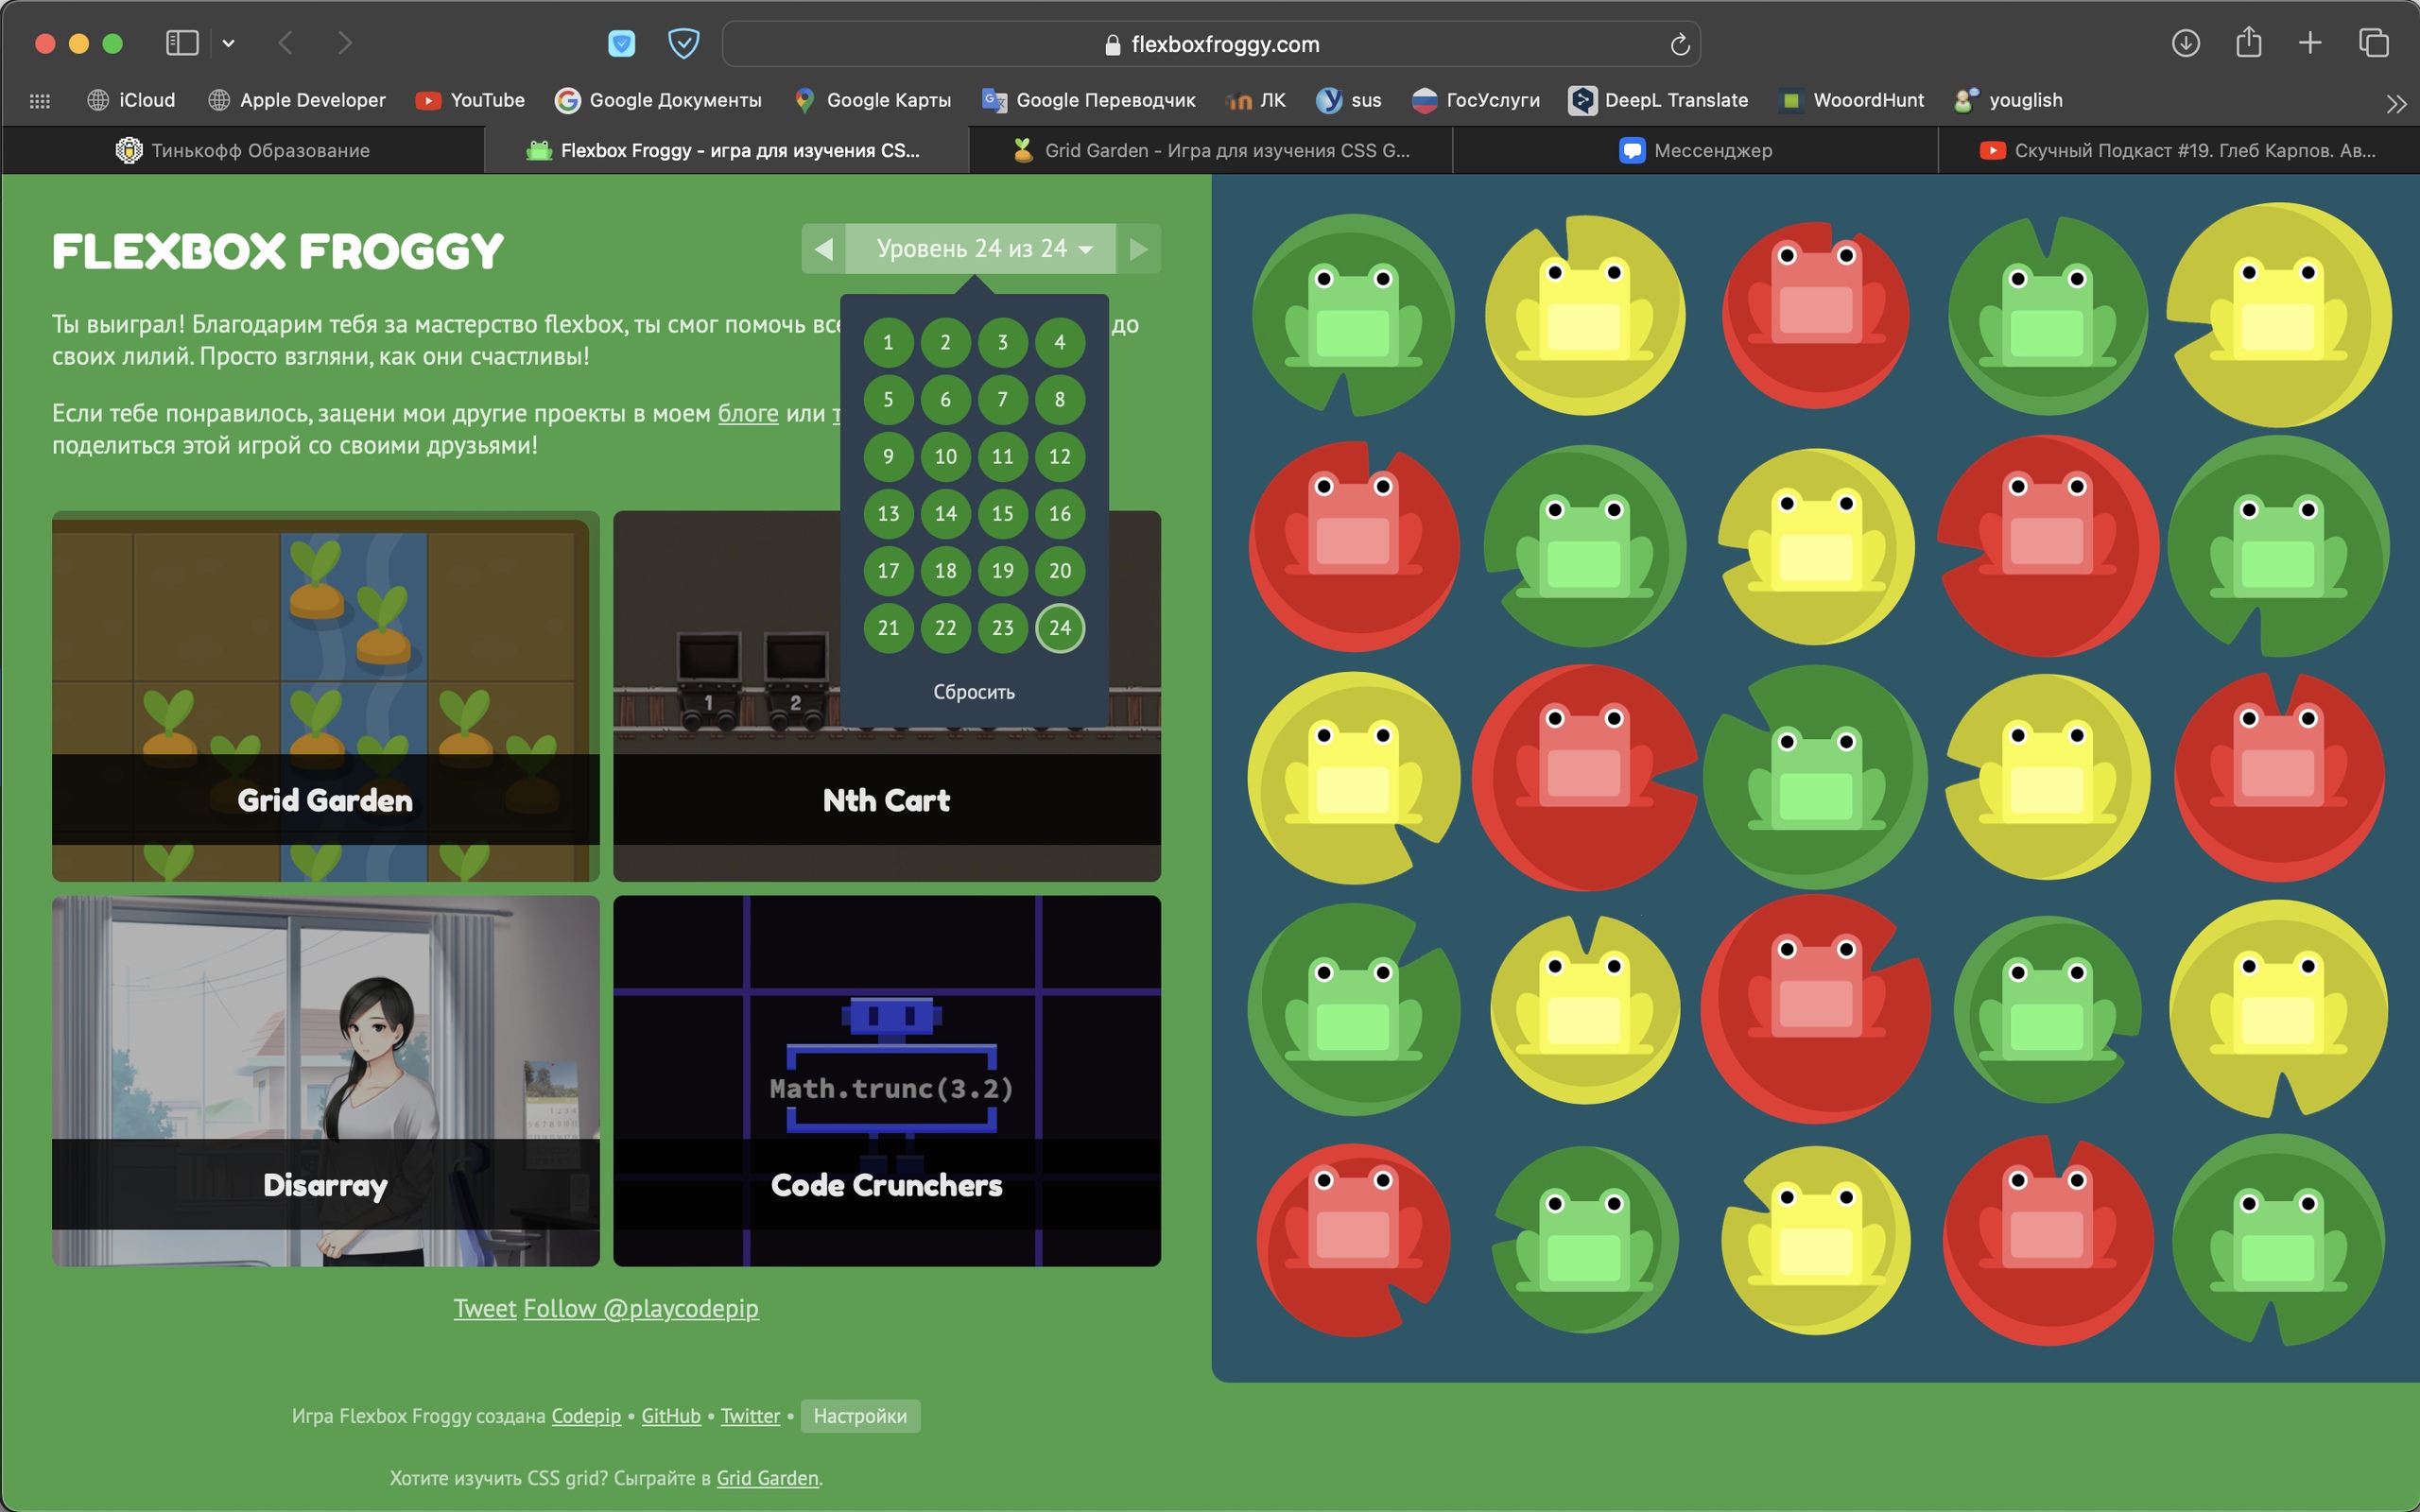 flexboxfroggy.com
iCloud
Apple Developer
YouTube
Google Документы
Google Карты
Google Переводчик
ЛК
sus
ГосУслуги
DeepL Translate
WooordHunt
youglish
Тинькофф Образование
Flexbox Froggy - игра для изучения CS...
Grid Garden - Игра для изучения CSS G...
Мессенджер
Скучный Подкаст #19. Глеб Карпов. Ав...
FLEXBOX FROGGY
Уровень 24 из 24
Ты выиграл! Благодарим тебя за мастерство flexbox, ты смог помочь все до
своих лилий. Просто взгляни, как они счастливы!
Если тебе понравилось, зацени мои другие проекты в моем блоге или
поделиться этой игрой со своими друзьями!
1 2 3 4
5 6 7 8
9 10 11 12
13 14 15 16
17 18 19 20
21 22 23 24
Сбросить
1 2
Grid Garden
Nth Cart
Math.trunc(3.2)
Disarray
Code Crunchers
Tweet Follow @playcodepip
Игра Flexbox Froggy создана Codepip • GitHub • Twitter • Настройки
Хотите изучить CSS grid? Сыграйте в Grid Garden.